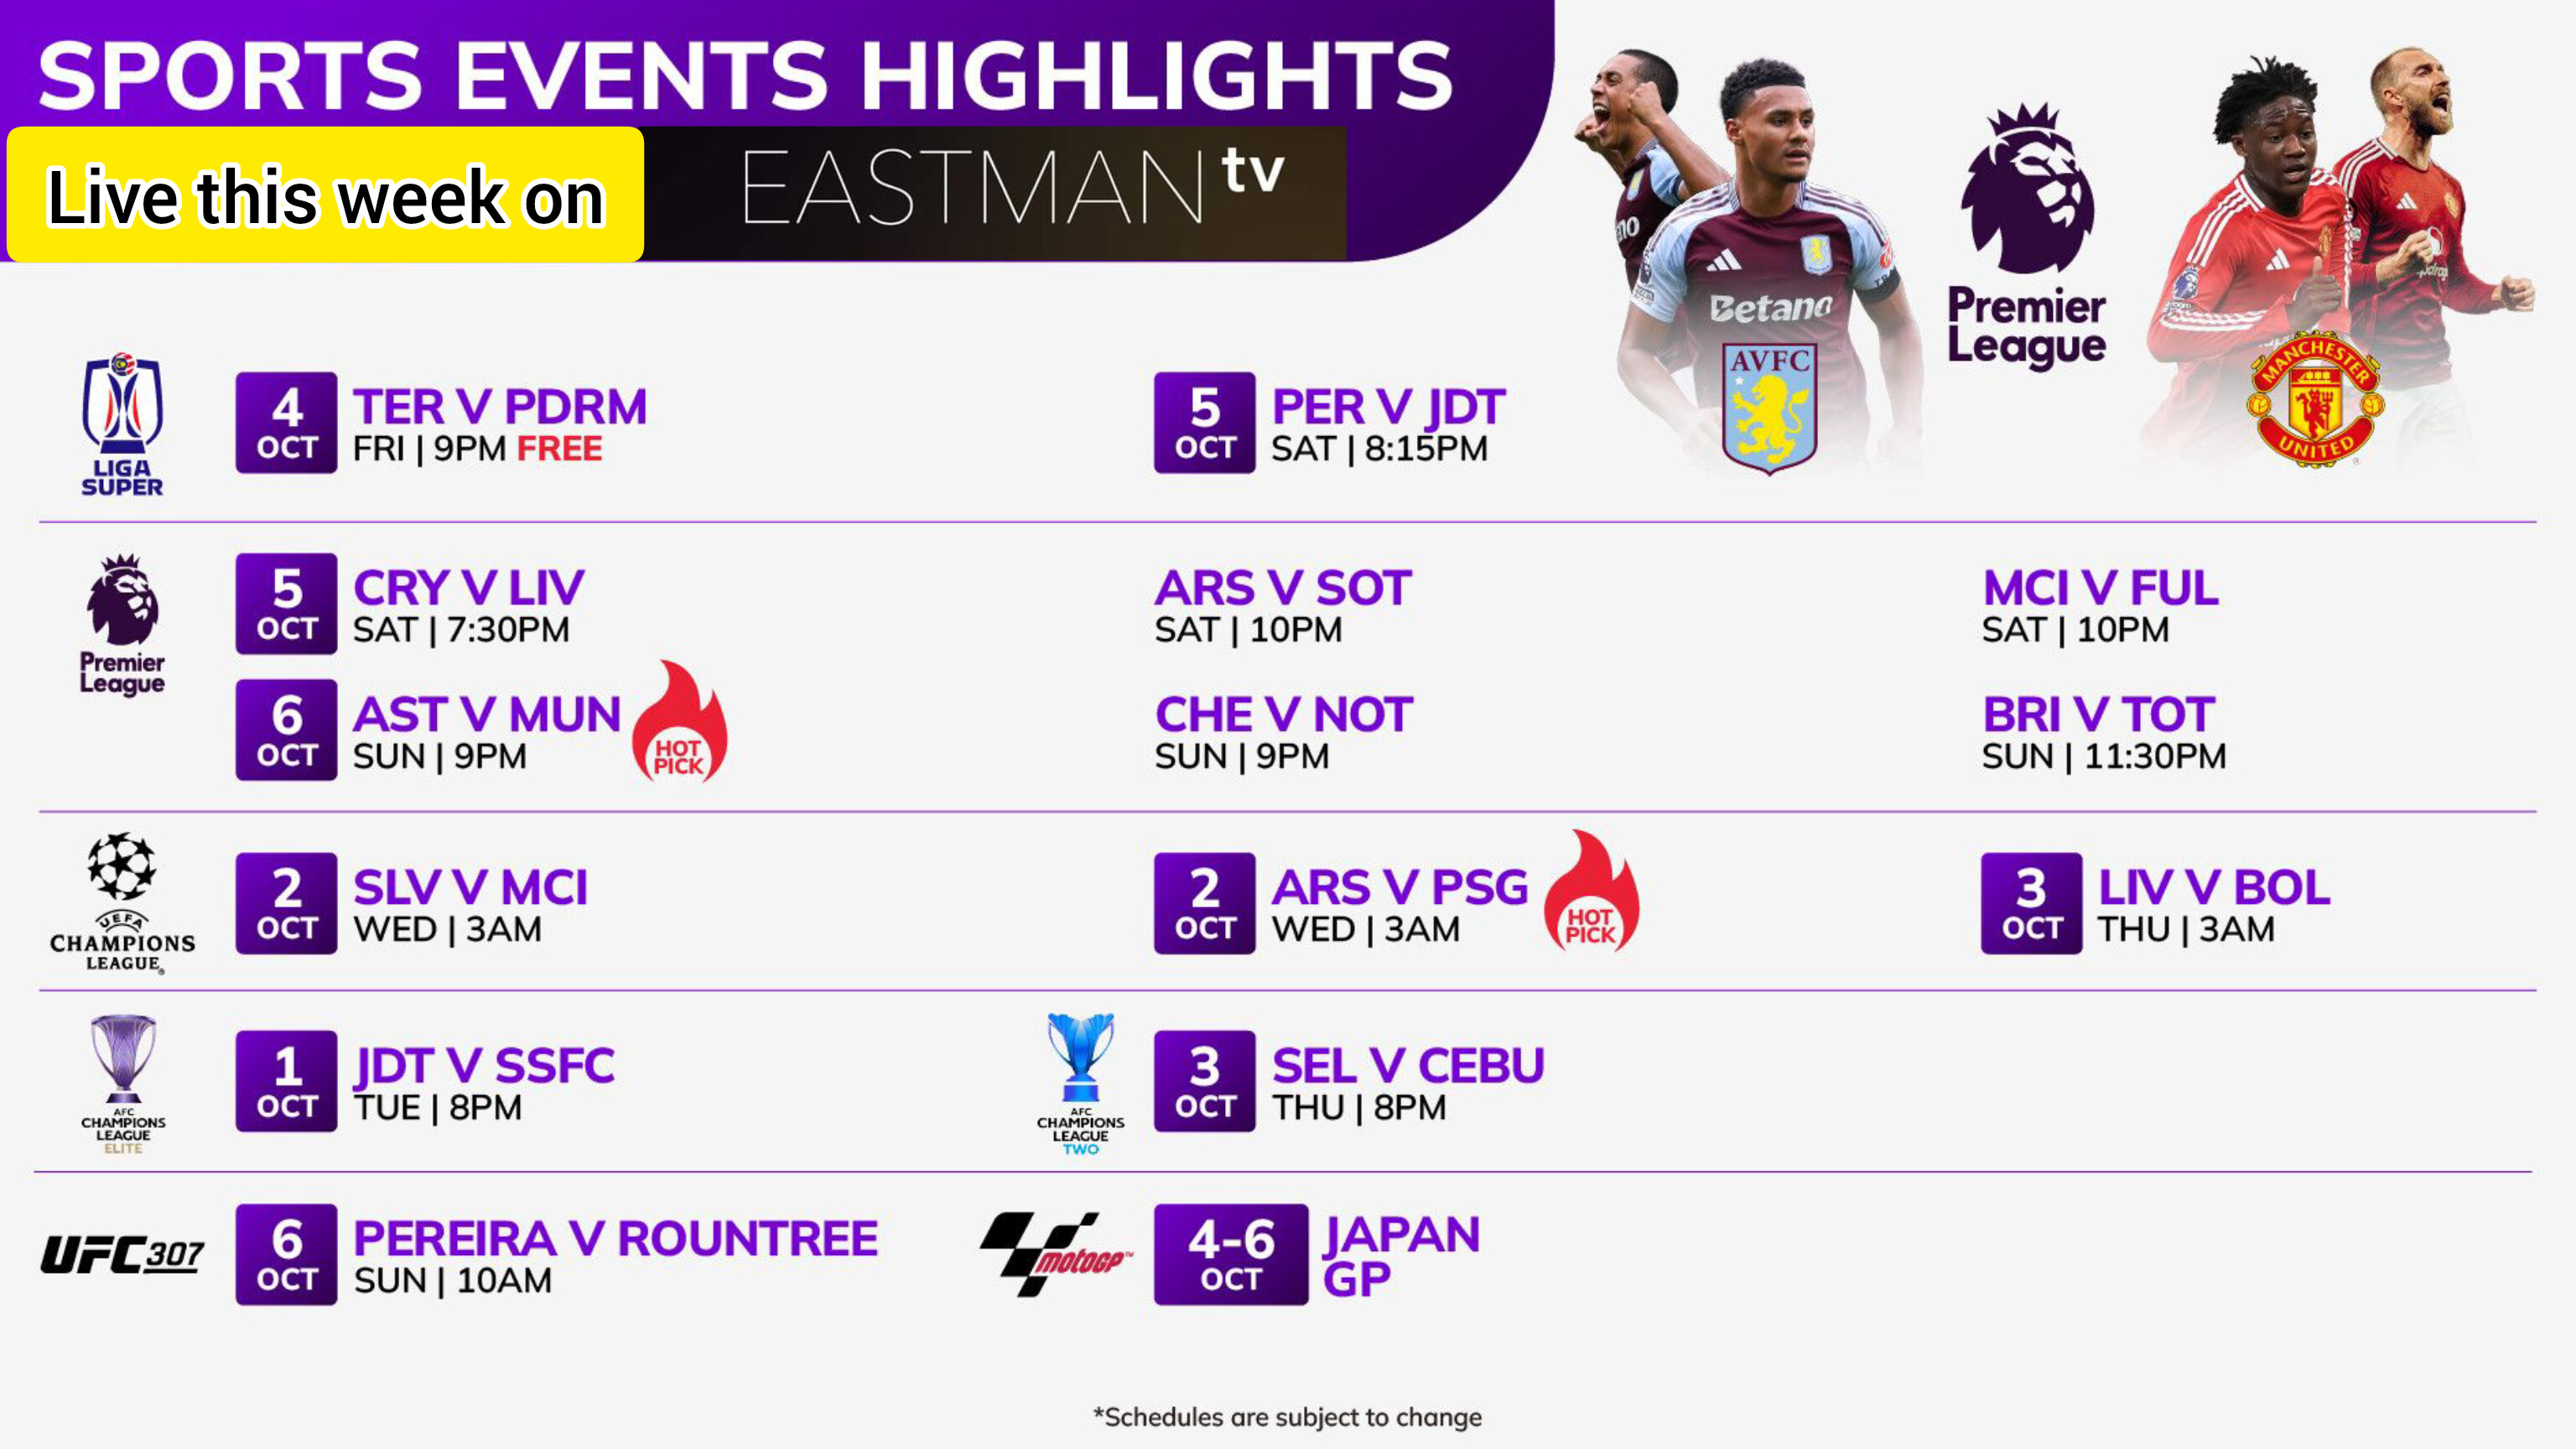 SPORTS EVENTS HIGHLIGHTS
Live this week on
EASTMAN tv
Betano
AVFC
Premier
League
MANCHESTER
UNITED
LIGA
SUPER
4
OCT
TER V PDRM
FRI | 9PM FREE
5
OCT
PER V JDT
SAT | 8:15PM
Premier
League
5
OCT
CRY V LIV
SAT | 7:30PM
ARS V SOT
SAT | 10PM
MCI V FUL
SAT | 10PM
6
OCT
AST V MUN
SUN | 9PM
HOT
PICK
CHE V NOT
SUN | 9PM
BRI V TOT
SUN | 11:30PM
UEFA
CHAMPIONS
LEAGUE®
2
OCT
SLV V MCI
WED | 3AM
2
OCT
ARS V PSG
WED | 3AM
HOT
PICK
3
OCT
LIV V BOL
THU | 3AM
AFC
CHAMPIONS
LEAGUE
ELITE
1
OCT
JDT V SSFC
TUE | 8PM
AFC
CHAMPIONS
LEAGUE
TWO
3
OCT
SEL V CEBU
THU | 8PM
UFC 307
6
OCT
PEREIRA V ROUNTREE
SUN | 10AM
MotoGP™
4-6
OCT
JAPAN
GP
*Schedules are subject to change